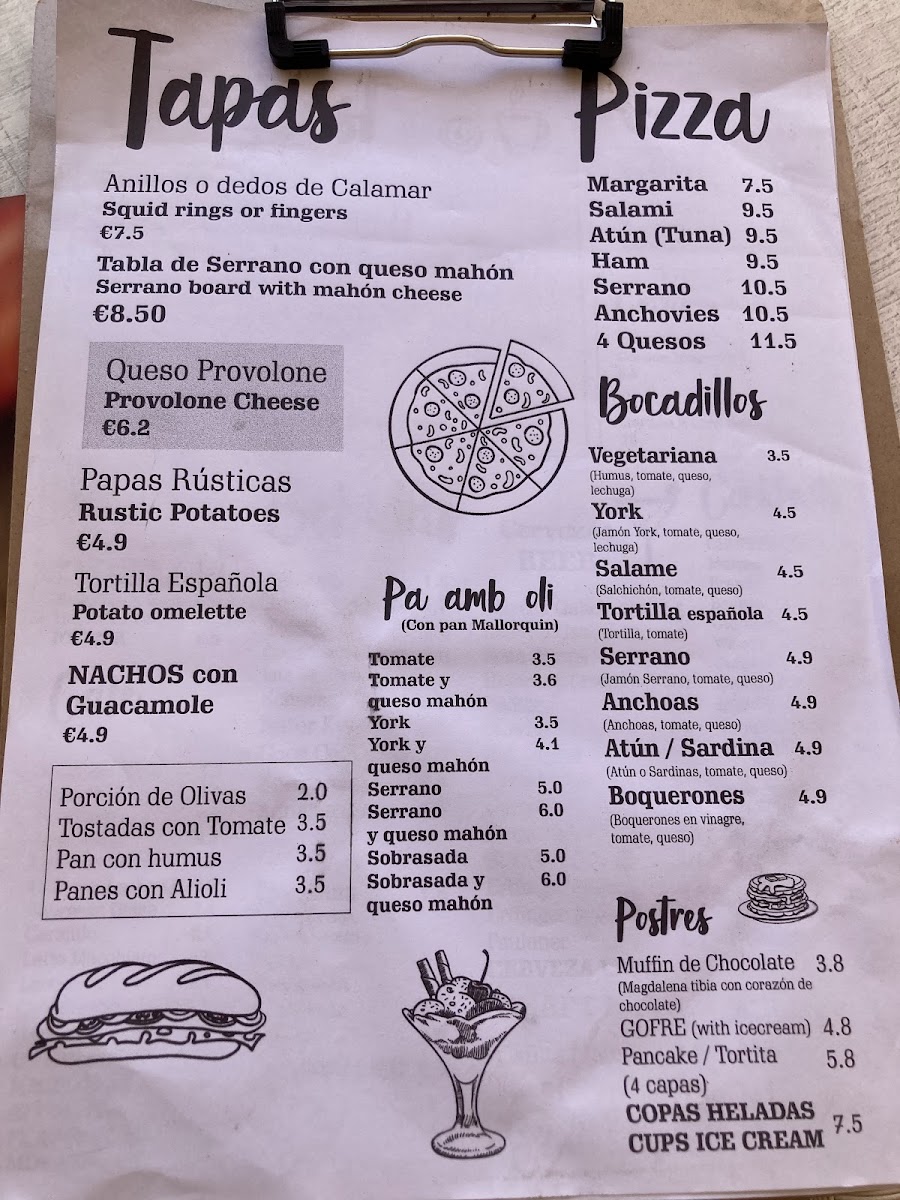 Tapas
Anillos o dedos de Calamar
Squid rings or fingers
€7.5
Tabla de Serrano con queso mahón
Serrano board with mahón cheese
€8.50
Queso Provolone
Provolone Cheese
€6.2
Papas Rústicas
Rustic Potatoes
€4.9
Tortilla Española
Potato omelette
€4.9
NACHOS con
Guacamole
€4.9
Porción de Olivas 2.0
Tostadas con Tomate 3.5
Pan con humus 3.5
Panes con Alioli 3.5
Pa amb oli
(Con pan Mallorquin)
Tomate 3.5
Tomate y 3.6
queso mahón
York 3.5
York y 4.1
queso mahón
Serrano 5.0
Serrano 6.0
y queso mahón
Sobrasada 5.0
Sobrasada y 6.0
queso mahón
Pizza
Margarita 7.5
Salami 9.5
Atún (Tuna) 9.5
Ham 9.5
Serrano 10.5
Anchovies 10.5
4 Quesos 11.5
Bocadillos
Vegetariana 3.5
(Humus, tomate, queso,
lechuga)
York 4.5
(Jamón York, tomate, queso,
lechuga)
Salame 4.5
(Salchichón, tomate, queso)
Tortilla española 4.5
(Tortilla, tomate)
Serrano 4.9
(Jamón Serrano, tomate, queso)
Anchoas 4.9
(Anchoas, tomate, queso)
Atún / Sardina 4.9
(Atún o Sardinas, tomate, queso)
Boquerones 4.9
(Boquerones en vinagre,
tomate, queso)
Postres
Muffin de Chocolate 3.8
(Magdalena tibia con corazón de
chocolate)
GOFRE (with icecream) 4.8
Pancake / Tortita 5.8
(4 capas)
COPAS HELADAS
CUPS ICE CREAM 7.5